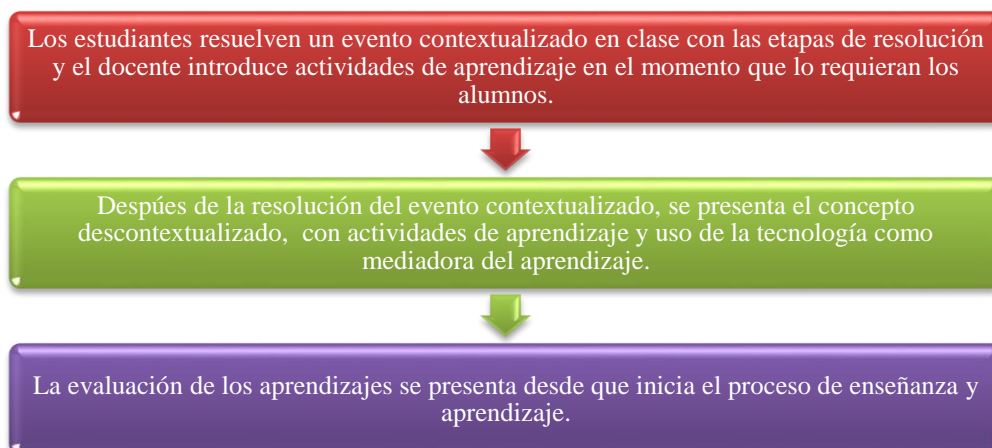 Los estudiantes resuelven un evento contextualizado en clase con las etapas de resolución
y el docente introduce actividades de aprendizaje en el momento que lo requieran los
alumnos.
Despúes de la resolución del evento contextualizado, se presenta el concepto
descontextualizado, con actividades de aprendizaje y uso de la tecnología como
mediadora del aprendizaje.
La evaluación de los aprendizajes se presenta desde que inicia el proceso de enseñanza y
aprendizaje.